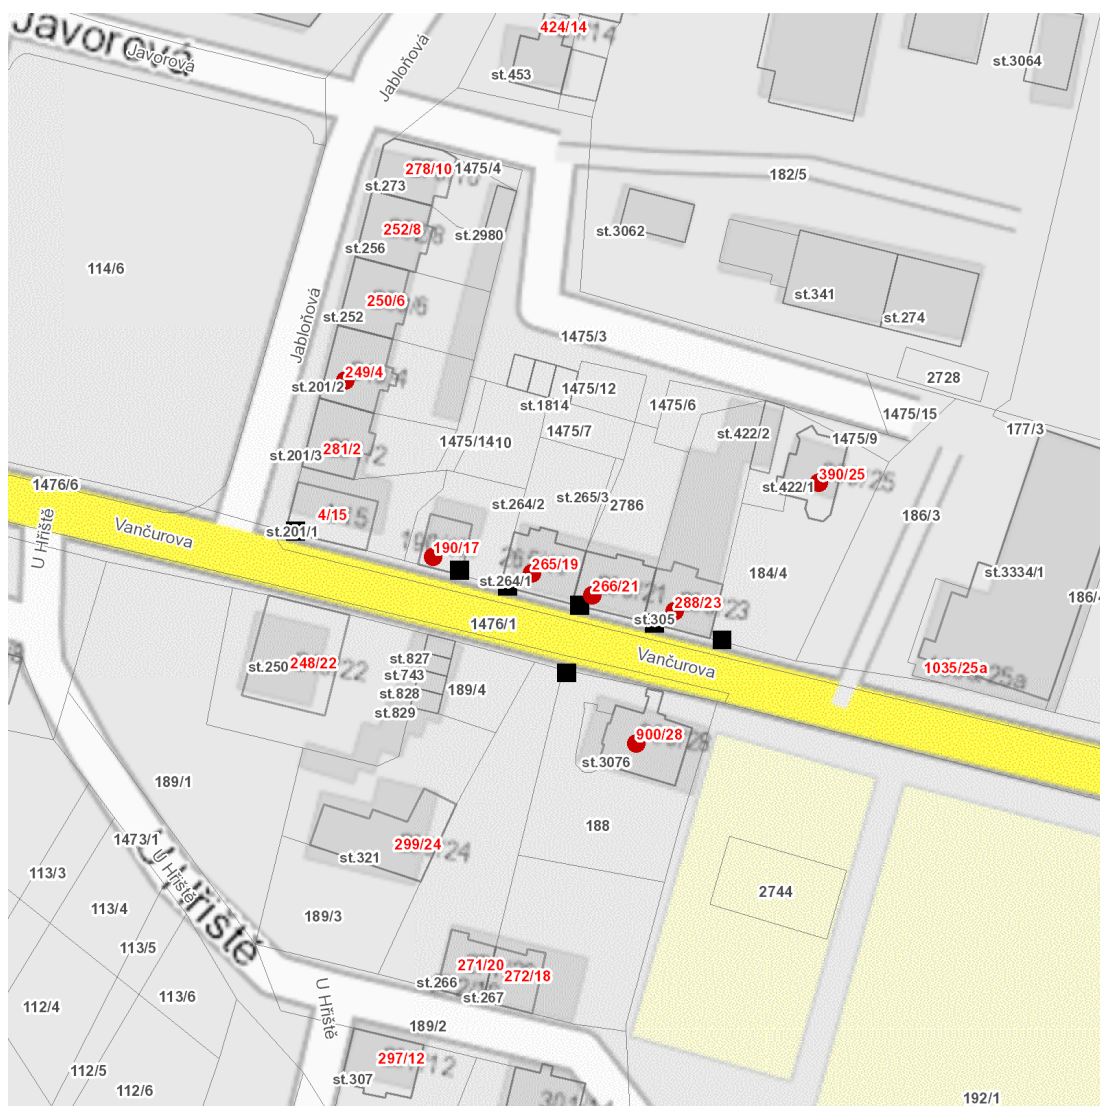 Javorová
Javorová
Jabloňová
424/14
st.453
st.3064
278/10
1475/4
st.273
182/5
252/8
st.256
st.2980
st.3062
114/6
250/6
st.252
st.341
st.274
Jabloňová
1475/3
249/4
st.201/2
2728
1475/12
st.1814
1475/6
1475/15
1475/7
st.422/2
177/3
1475/1410
1475/9
281/2
st.201/3
390/25
st.422/1
1476/6
st.264/2
st.265/3
2786
4/15
186/3
U Hřiště
Vančurova
st.201/1
190/17
265/19
st.264/1
266/21
184/4
st.3334/1
288/23
186/4
st.305
1476/1
Vančurova
248/22
st.250
st.827
st.743
st.828
st.829
189/4
1035/25a
900/28
st.3076
189/1
188
1473/1
299/24
st.321
U Hřiště
U Hřiště
113/3
2744
113/4
189/3
113/5
271/20
272/18
st.266
st.267
113/6
112/4
U Hřiště
189/2
297/12
st.307
112/5
112/6
301/14
192/1